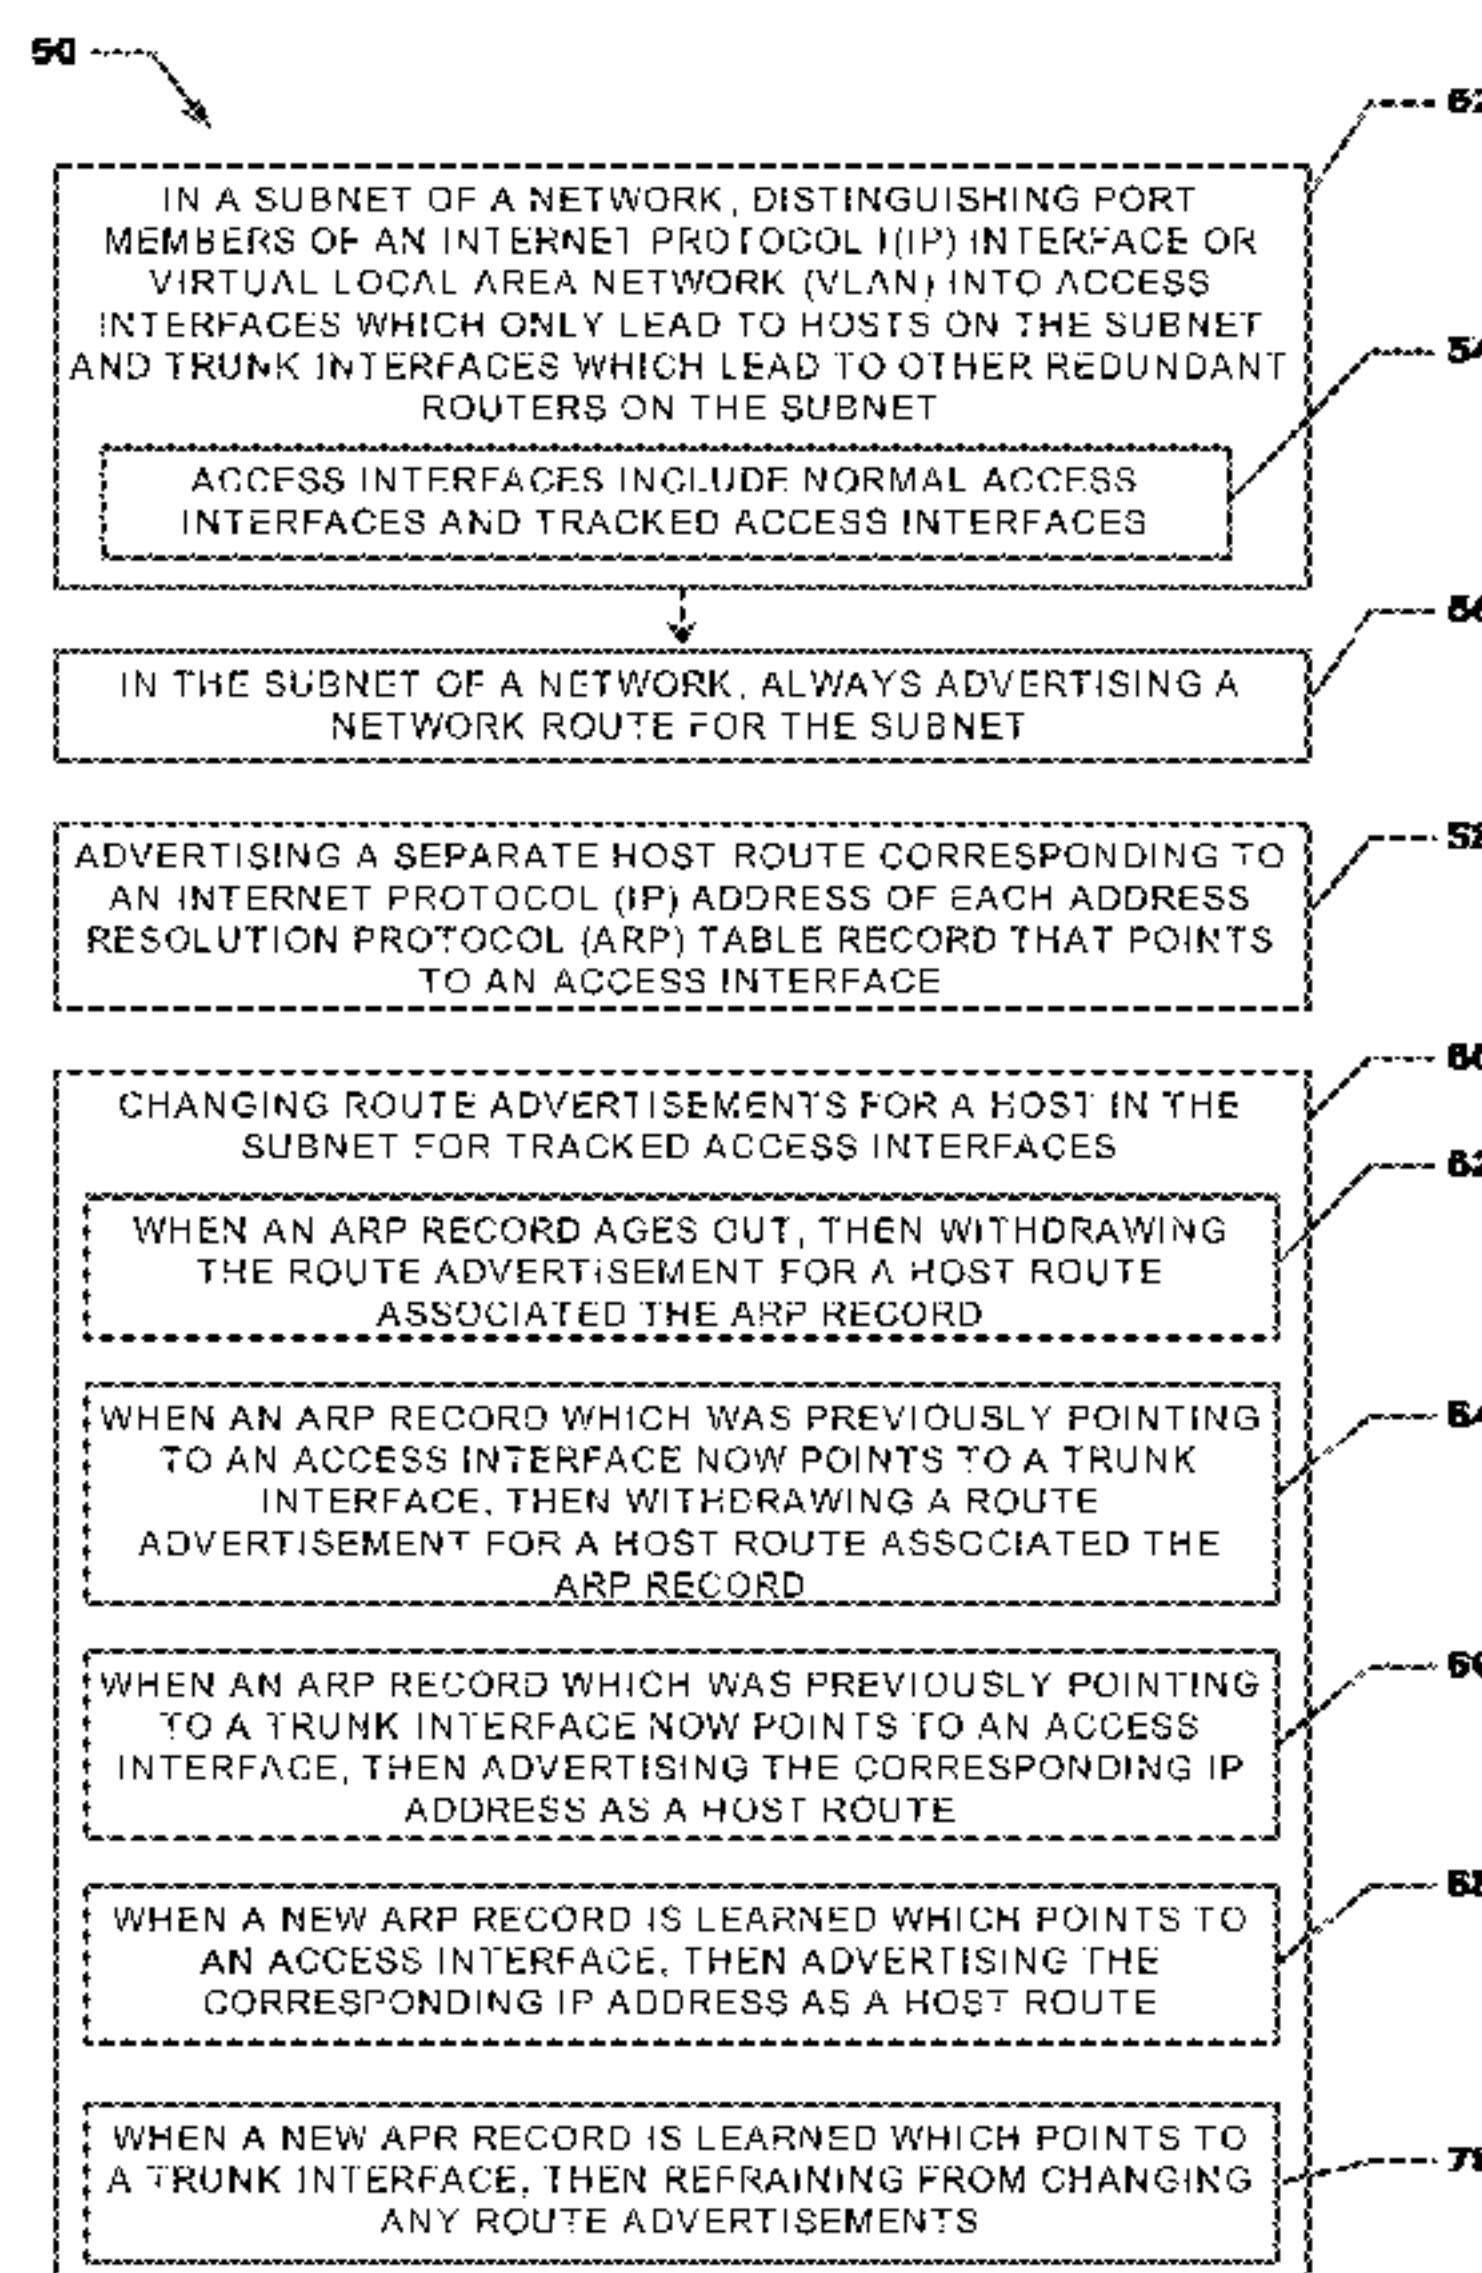 50
IN A SUBNET OF A NETWORK, DISTINGUISHING PORT
MEMBERS OF AN INTERNET PROTOCOL I(IP) INTERFACE OR
VIRTUAL LOCAL AREA NETWORK (VLAN) INTO ACCESS
INTERFACES WHICH ONLY LEAD TO HOSTS ON THE SUBNET
AND TRUNK INTERFACES WHICH LEAD TO OTHER REDUNDANT
ROUTERS ON THE SUBNET
54
ACCESS INTERFACES INCLUDE NORMAL ACCESS
INTERFACES AND TRACKED ACCESS INTERFACES
IN THE SUBNET OF A NETWORK, ALWAYS ADVERTISING A
NETWORK ROUTE FOR THE SUBNET
ADVERTISING A SEPARATE HOST ROUTE CORRESPONDING TO
AN INTERNET PROTOCOL (IP) ADDRESS OF EACH ADDRESS
RESOLUTION PROTOCOL (ARP) TABLE RECORD THAT POINTS
TO AN ACCESS INTERFACE
CHANGING ROUTE ADVERTISEMENTS FOR A HOST IN THE
SUBNET FOR TRACKED ACCESS INTERFACES
62
WHEN AN ARP RECORD AGES OUT, THEN WITHDRAWING
THE ROUTE ADVERTISEMENT FOR A HOST ROUTE
ASSOCIATED THE ARP RECORD
64
WHEN AN ARP RECORD WHICH WAS PREVIOUSLY POINTING
TO AN ACCESS INTERFACE NOW POINTS TO A TRUNK
INTERFACE, THEN WITHDRAWING A ROUTE
ADVERTISEMENT FOR A HOST ROUTE ASSOCIATED THE
ARP RECORD
WHEN AN ARP RECORD WHICH WAS PREVIOUSLY POINTING
TO A TRUNK INTERFACE NOW POINTS TO AN ACCESS
INTERFACE, THEN ADVERTISING THE CORRESPONDING IP
ADDRESS AS A HOST ROUTE
WHEN A NEW ARP RECORD IS LEARNED WHICH POINTS TO
AN ACCESS INTERFACE, THEN ADVERTISING THE
CORRESPONDING IP ADDRESS AS A HOST ROUTE
WHEN A NEW APR RECORD IS LEARNED WHICH POINTS TO
A TRUNK INTERFACE, THEN REFRAINING FROM CHANGING
ANY ROUTE ADVERTISEMENTS